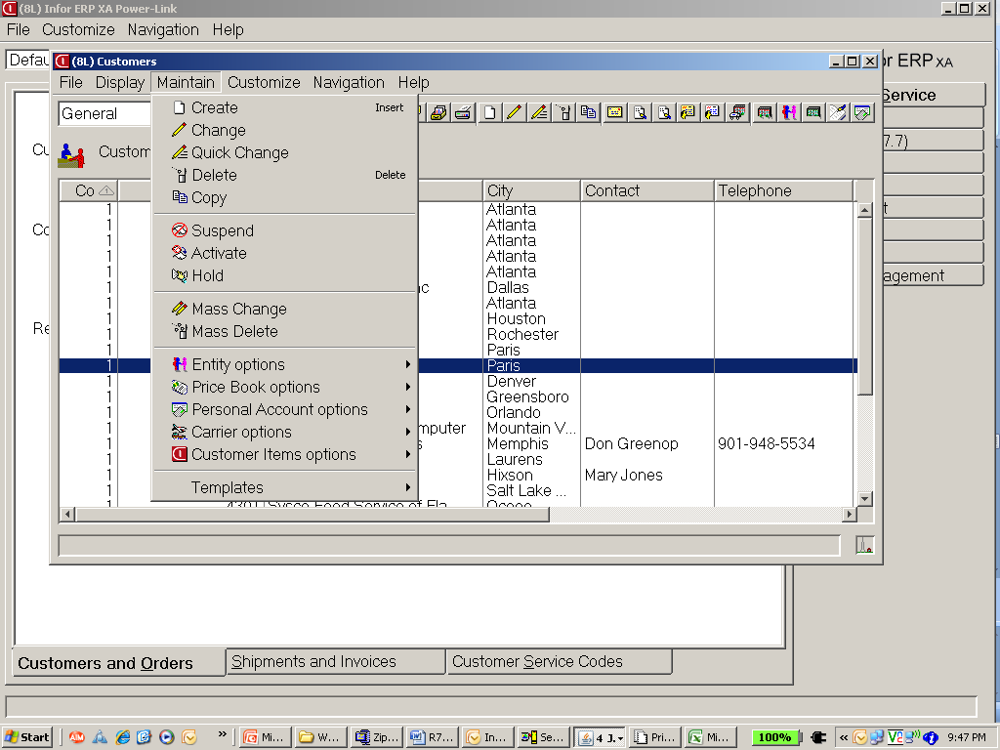 (8L) Infor ERP XA Power-Link
File Customize Navigation Help
Defau
or ERP XA
(8L) Customers
File Display Maintain Customize Navigation Help
General
Custom
Create Insert
Change
Quick Change
Delete Delete
Copy
Suspend
Activate
Hold
Mass Change
Mass Delete
Entity options
Price Book options
Personal Account options
Carrier options
Customer Items options
Templates
Co City Contact Telephone
1 Atlanta
1 Atlanta
1 Atlanta
1 Atlanta
1 Atlanta
1 nc Dallas
1 Atlanta
1 Houston
1 Rochester
1 Paris
1 Paris
1 Denver
1 Greensboro
1 Orlando
1 mputer Mountain V...
1 s Memphis Don Greenop 901-948-5534
1 Laurens
1 Hixson Mary Jones
1 Salt Lake ...
1 4301 Sysco Food Service of Fla Ocoee
Cu
Co
Re
Service
7.7)
t
agement
Customers and Orders
Shipments and Invoices
Customer Service Codes
Start
»
Mi...
W...
Zip...
R7...
In...
Se...
4 J.
Pri...
Mi...
100%
«
9:47 PM